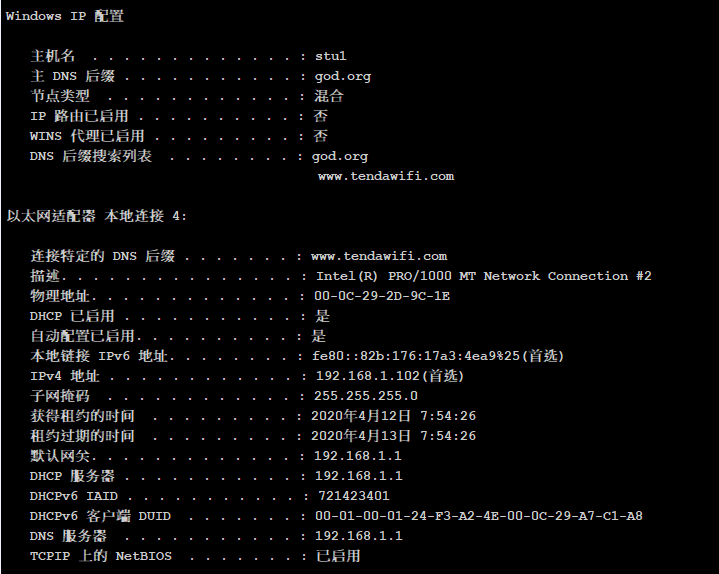 Windows IP 配置
主机名 . . . . . . . . . . . . . : stu1
主 DNS 后缀 . . . . . . . . . . . : god.org
节点类型 . . . . . . . . . . . . : 混合
IP 路由已启用 . . . . . . . . . . : 否
WINS 代理已启用 . . . . . . . . . : 否
DNS 后缀搜索列表 . . . . . . . . : god.org
www.tendawifi.com
以太网适配器 本地连接 4:
连接特定的 DNS 后缀 . . . . . . . : www.tendawifi.com
描述. . . . . . . . . . . . . . . : Intel(R) PRO/1000 MT Network Connection #2
物理地址. . . . . . . . . . . . . : 00-0C-29-2D-9C-1E
DHCP 已启用 . . . . . . . . . . . : 是
自动配置已启用. . . . . . . . . . : 是
本地链接 IPv6 地址. . . . . . . . : fe80::82b:176:17a3:4ea9%25(首选)
IPv4 地址 . . . . . . . . . . . . : 192.168.1.102(首选)
子网掩码 . . . . . . . . . . . . : 255.255.255.0
获得租约的时间 . . . . . . . . . : 2020年4月12日 7:54:26
租约过期的时间 . . . . . . . . . : 2020年4月13日 7:54:26
默认网关. . . . . . . . . . . . . : 192.168.1.1
DHCP 服务器 . . . . . . . . . . . : 192.168.1.1
DHCPv6 IAID . . . . . . . . . . . : 721423401
DHCPv6 客户端 DUID . . . . . . . : 00-01-00-01-24-F3-A2-4E-00-0C-29-A7-C1-A8
DNS 服务器 . . . . . . . . . . . : 192.168.1.1
TCPIP 上的 NetBIOS . . . . . . . : 已启用